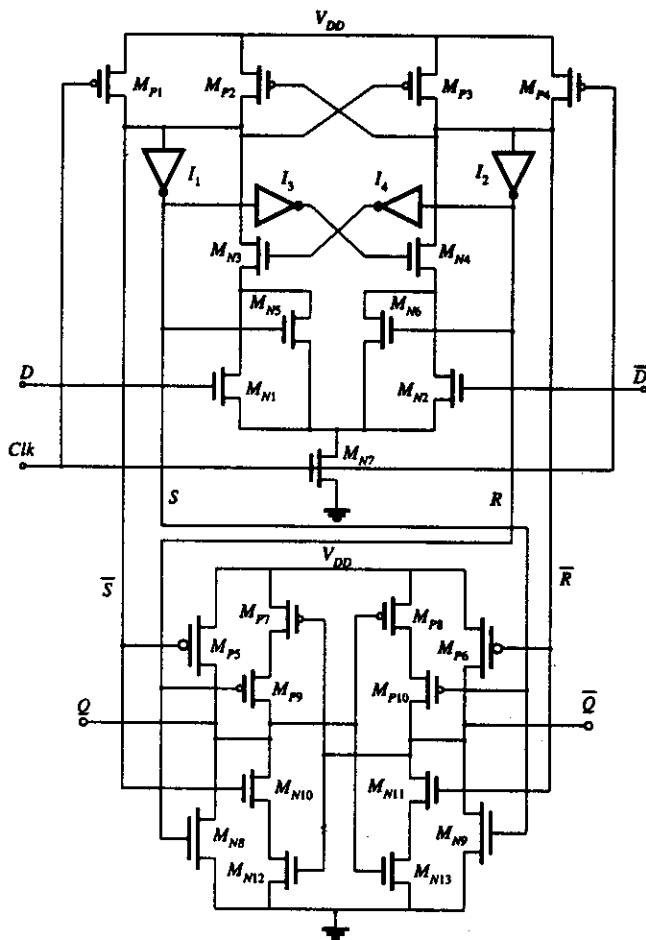 V_DD
M_P1 M_P2 M_P3 M_P4
I_1 I_3 I_4 I_2
M_N3 M_N4
M_N5 M_N6
D M_N1 M_N2 D̅
Clk M_N7
S R
V_DD
S̅ R̅
M_P7 M_P8
M_P5 M_P6
M_P9 M_P10
Q Q̅
M_N10 M_N11
M_N8 M_N9
M_N12 M_N13